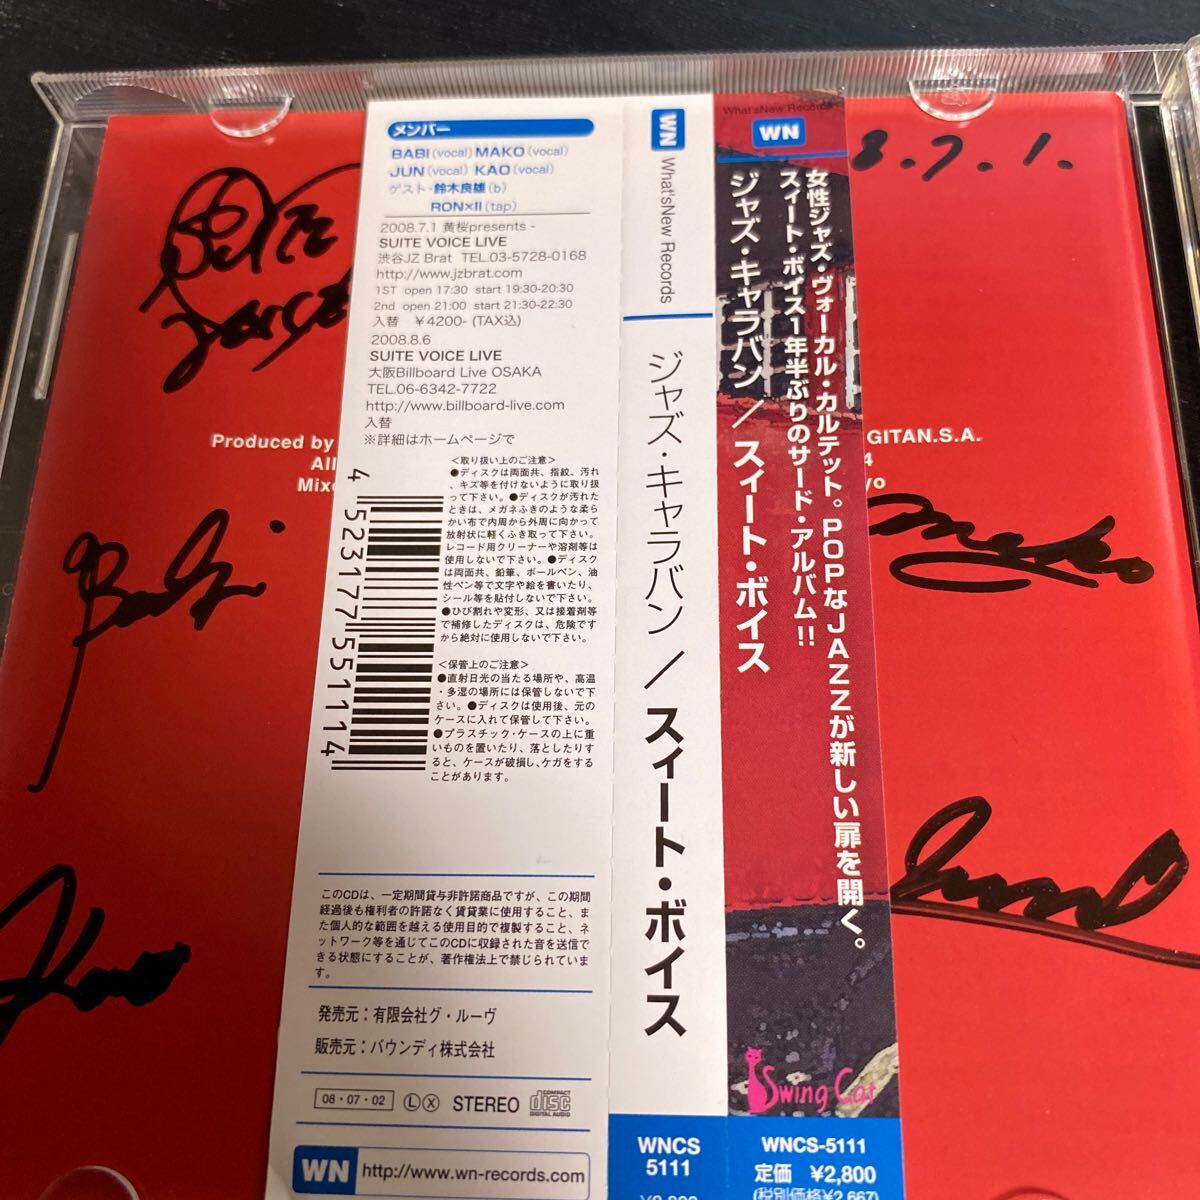 メンバー
BABI(vocal) MAKO(vocal)
JUN(vocal) KAO(vocal)
ゲスト・鈴木良雄(b)
RON×II(tap)
2008.7.1 黄桜presents -
SUITE VOICE LIVE
渋谷JZ Brat TEL.03-5728-0168
http://www.jzbrat.com
1ST open 17:30 start 19:30-20:30
2nd open 21:00 start 21:30-22:30
入替 ¥4200- (TAX込)
2008.8.6
SUITE VOICE LIVE
大阪Billboard Live OSAKA
TEL.06-6342-7722
http://www.billboard-live.com
入替
※詳細はホームページで
<取り扱い上のご注意>
●ディスクは両面共、指紋、汚れ
、キズ等を付けないように取り扱
って下さい。●ディスクが汚れた
ときは、メガネふきのような柔ら
かい布で内周から外周に向かって
放射状に軽くふき取って下さい。
レコード用クリーナーや溶剤等は
使用しないで下さい。●ディスク
は両面共、鉛筆、ボールペン、油
性ペン等で文字や絵を書いたり、
シール等を貼付しないで下さい。
●ひび割れや変形、又は接着剤等
で補修したディスクは、危険です
から絶対に使用しないで下さい。
<保管上のご注意>
●直射日光の当たる場所や、高温
・多湿の場所には保管しないで下
さい。●ディスクは使用後、元の
ケースに入れて保管して下さい。
●プラスチック・ケースの上に重
いものを置いたり、落としたりす
ると、ケースが破損し、ケガをする
ことがあります。
4523177551114
このCDは、一定期間貸与非許諾商品ですが、この期間
経過後も権利者の許諾なく賃貸業に使用すること、ま
た個人的な範囲を越える使用目的で複製すること、ネ
ットワーク等を通じてこのCDに収録された音を送信で
きる状態にすることが、著作権法上で禁じられていま
す。
発売元：有限会社グ・ルーヴ
販売元：バウンディ株式会社
08・07・02 Ⓛⓧ STEREO COMPACT disc DIGITAL AUDIO
WN http://www.wn-records.com
WN What'sNew Records
ジャズ・キャラバン／スィート・ボイス
WNCS
5111
What'sNew Records
WN
女性ジャズ・ヴォーカル・カルテット。POPなJAZZが新しい扉を開く。
スィート・ボイス1年半ぶりのサード・アルバム!!
ジャズ・キャラバン／スィート・ボイス
Swing Cat
WNCS-5111
定価 ¥2,800
(税別価格¥2,667)
Produced by
All
Mixe
8.7.1.
GITAN.S.A.
4
yo
Babi
Mako
Jun
Kao